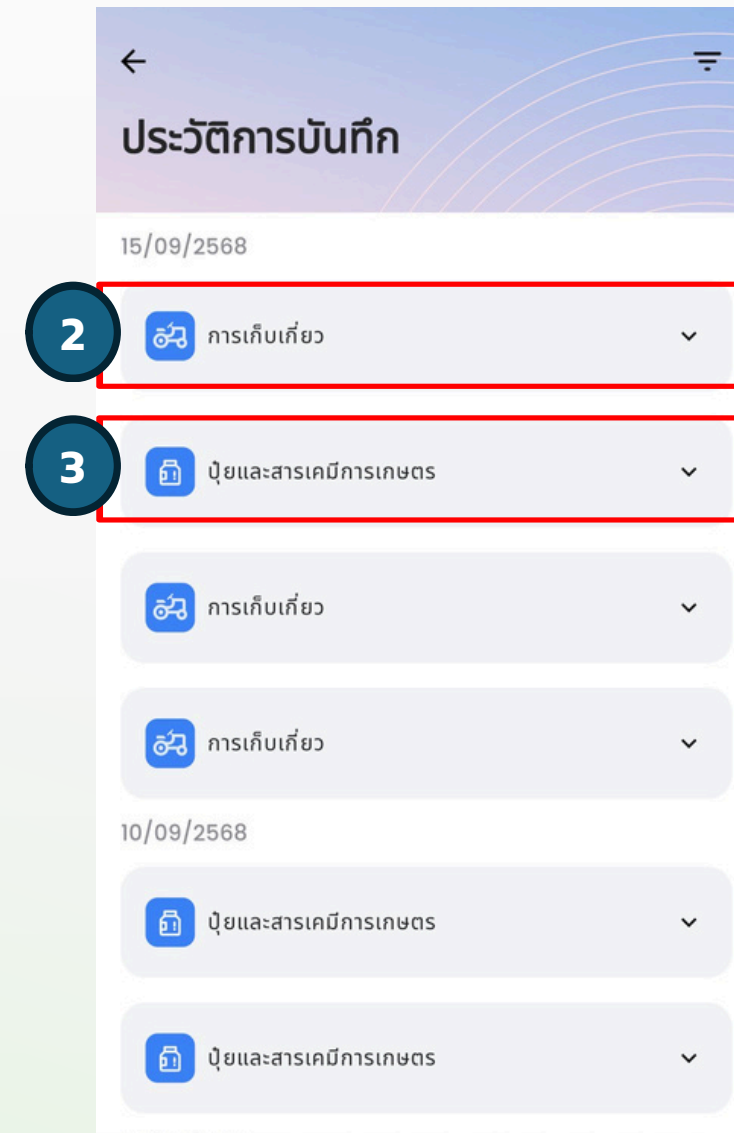 ประวัติการบันทึก
15/09/2568
2
การเก็บเกี่ยว
3
ปุ๋ยและสารเคมีการเกษตร
การเก็บเกี่ยว
การเก็บเกี่ยว
10/09/2568
ปุ๋ยและสารเคมีการเกษตร
ปุ๋ยและสารเคมีการเกษตร